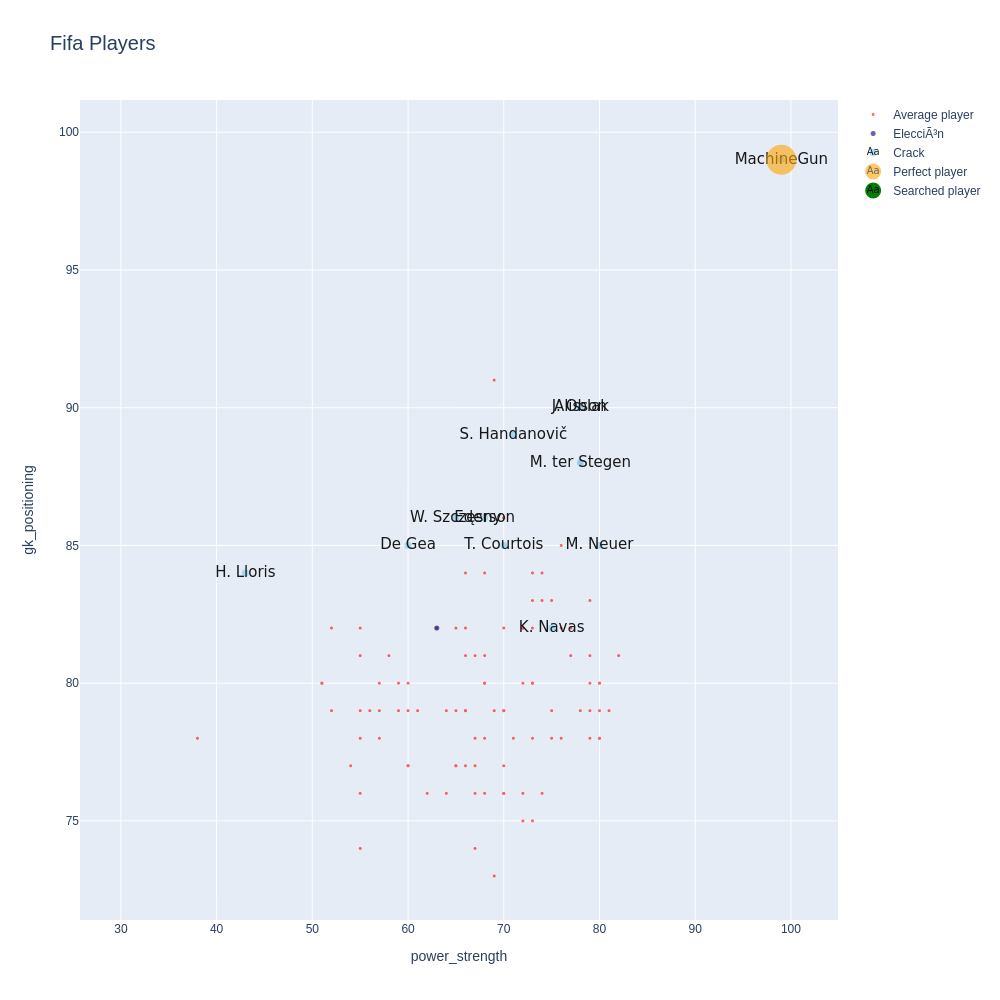 Fifa Players
Average player
ElecciÃ³n
Aa Crack
Aa Perfect player
Aa Searched player
100
95
90
85
80
75
gk_positioning
MachineGun
J. Oblak
Alisson
S. Handanovič
M. ter Stegen
W. Szczęsny
Ederson
De Gea
T. Courtois
M. Neuer
H. Lloris
K. Navas
30
40
50
60
70
80
90
100
power_strength